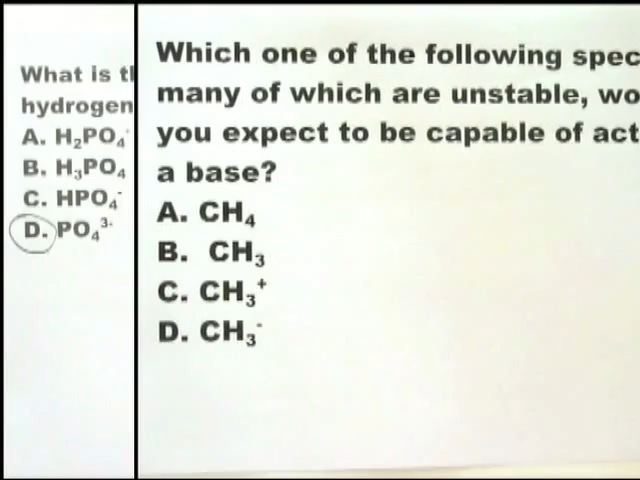 What is
hydrogen
A. H₂PO₄⁻
B. H₃PO₄
C. HPO₄⁻
D. PO₄³⁻
Which one of the following spec
many of which are unstable, wo
you expect to be capable of act
a base?
A. CH₄
B. CH₃
C. CH₃⁺
D. CH₃⁻